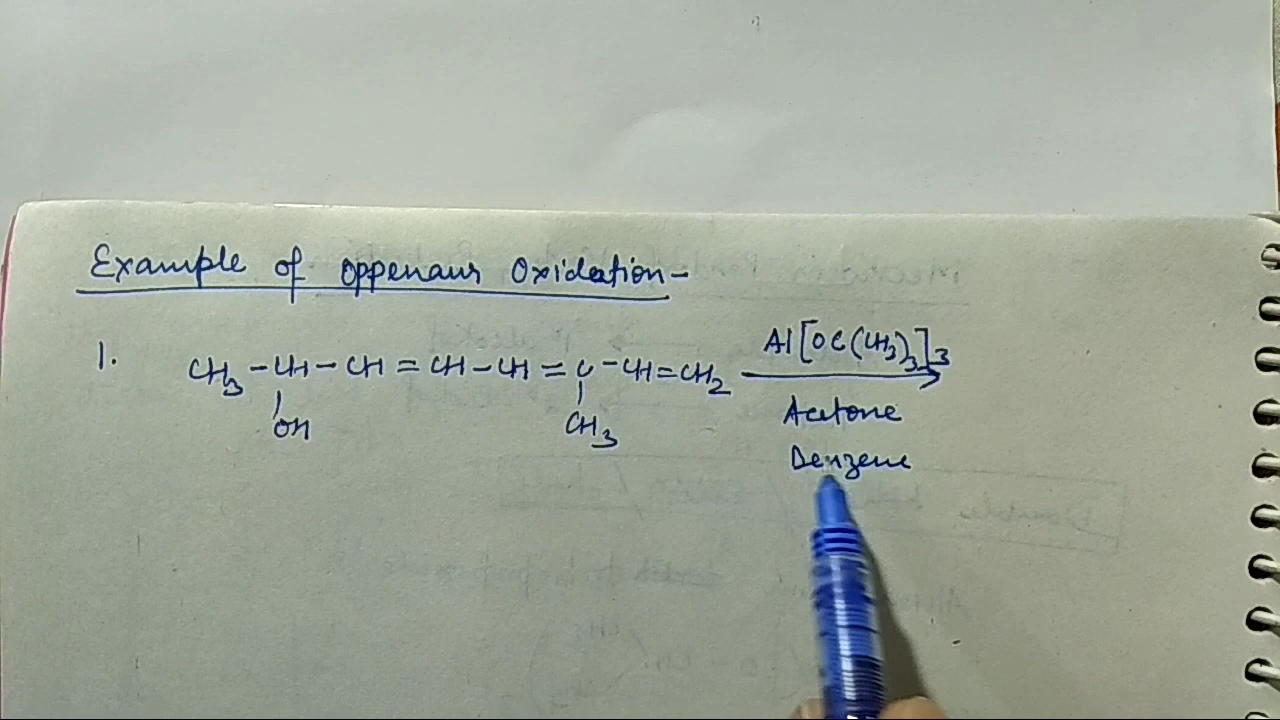 Example of Oppenaur Oxidation-
1. CH3-CH-CH=CH-CH=C-CH=CH2 Al[OC(CH3)3]3
OH CH3 Acetone
Benzene